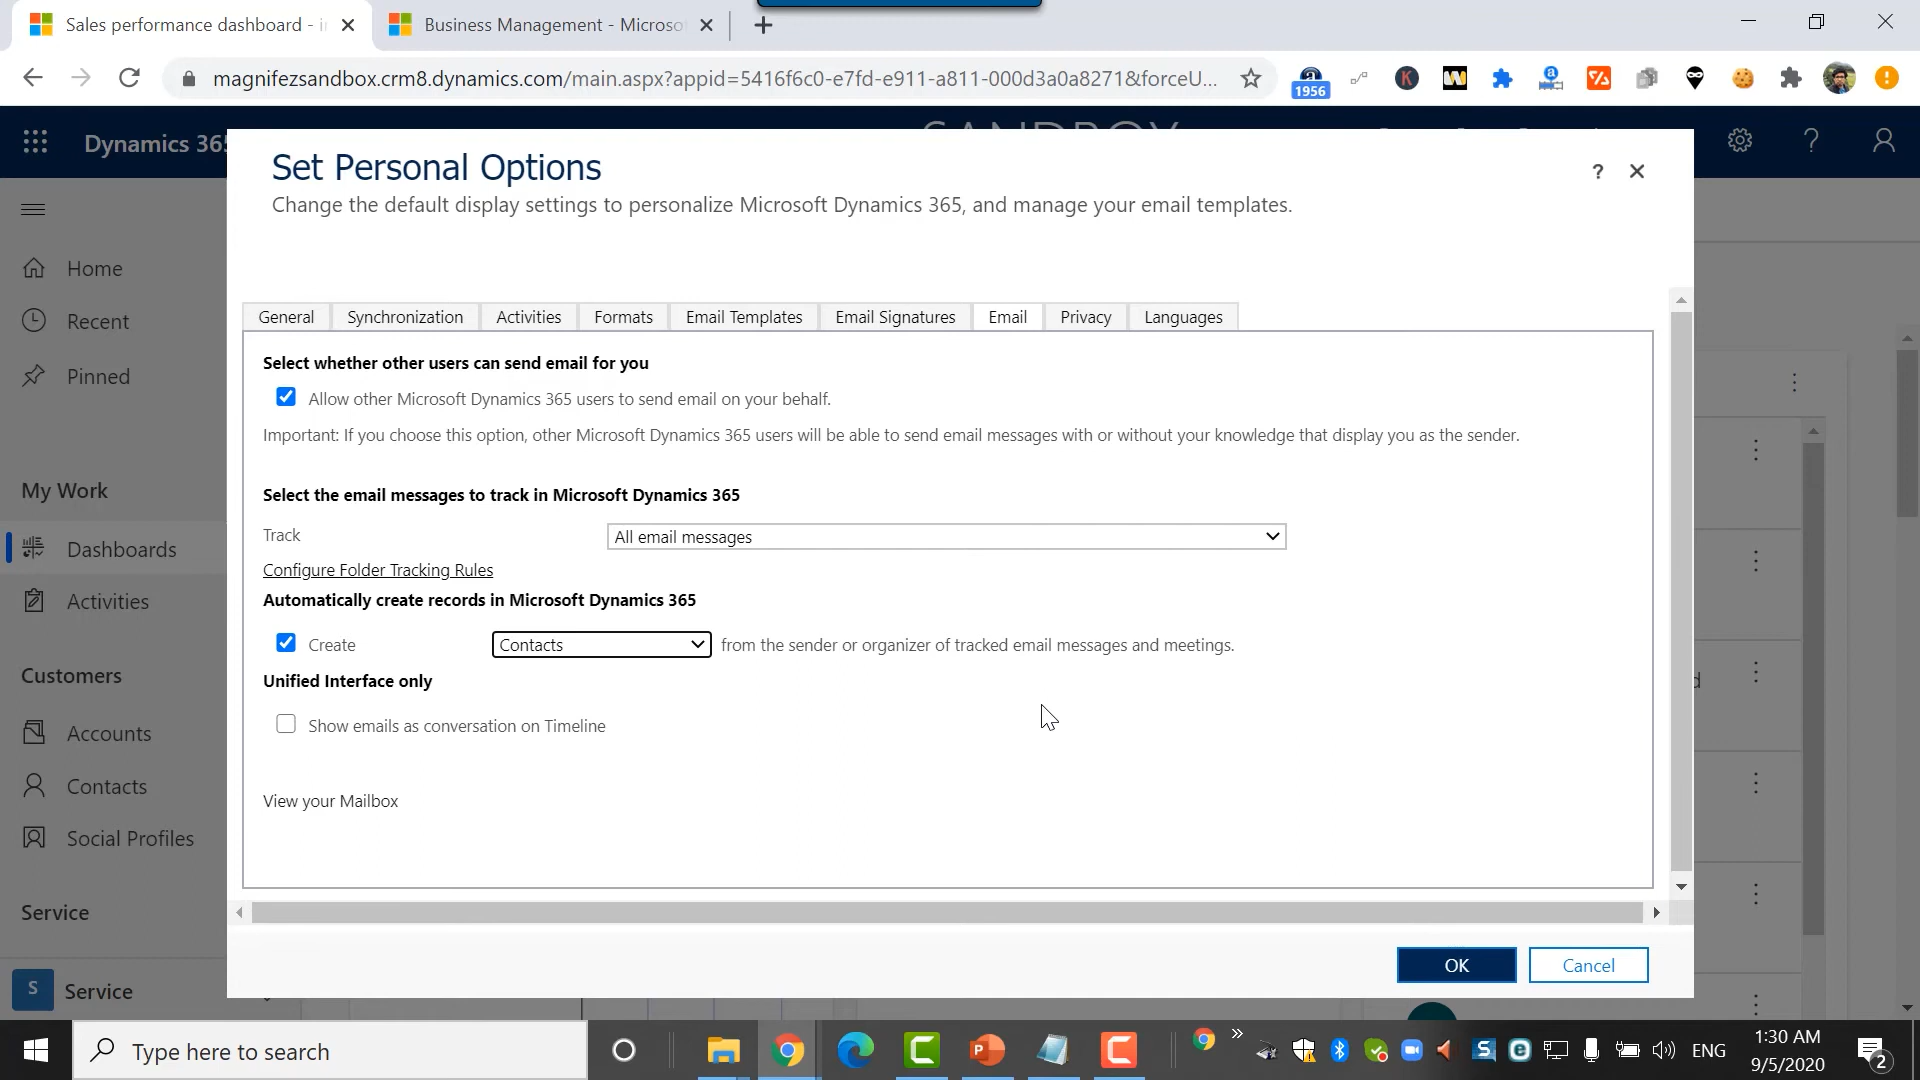 Sales performance dashboard - i
Business Management - Microso
magnifezsandbox.crm8.dynamics.com/main.aspx?appid=5416f6c0-e7fd-e911-a811-000d3a0a8271&forceU...
1956
Dynamics 365
SANDBOX
Set Personal Options
Change the default display settings to personalize Microsoft Dynamics 365, and manage your email templates.
Home
Recent
Pinned
My Work
Dashboards
Activities
Customers
Accounts
Contacts
Social Profiles
Service
S Service
General
Synchronization
Activities
Formats
Email Templates
Email Signatures
Email
Privacy
Languages
Select whether other users can send email for you
Allow other Microsoft Dynamics 365 users to send email on your behalf.
Important: If you choose this option, other Microsoft Dynamics 365 users will be able to send email messages with or without your knowledge that display you as the sender.
Select the email messages to track in Microsoft Dynamics 365
Track All email messages
Configure Folder Tracking Rules
Automatically create records in Microsoft Dynamics 365
Create Contacts from the sender or organizer of tracked email messages and meetings.
Unified Interface only
Show emails as conversation on Timeline
View your Mailbox
OK
Cancel
Type here to search
ENG
1:30 AM
9/5/2020
2